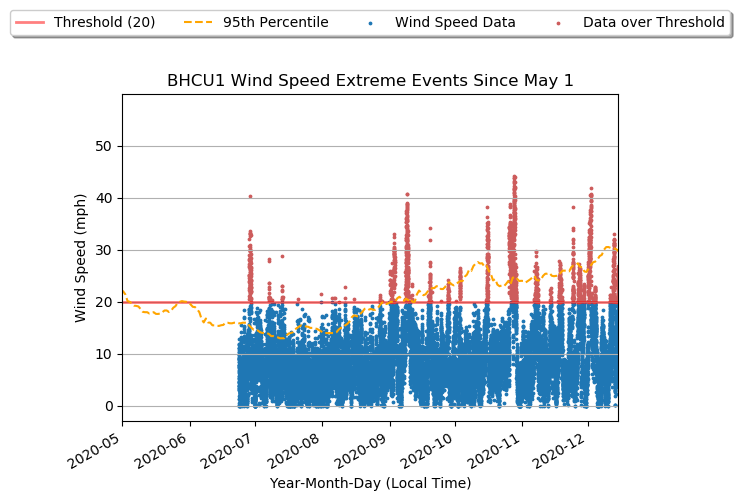 Threshold (20) 95th Percentile Wind Speed Data Data over Threshold
BHCU1 Wind Speed Extreme Events Since May 1
Wind Speed (mph)
50
40
30
20
10
0
2020-05 2020-06 2020-07 2020-08 2020-09 2020-10 2020-11 2020-12
Year-Month-Day (Local Time)